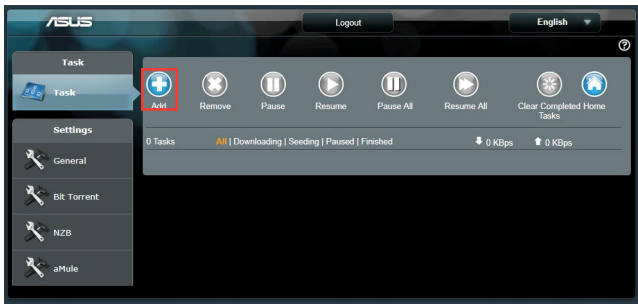 ASUS
Logout
English
?
Task
Task
Settings
General
Bit Torrent
NZB
aMule
Add
Remove
Pause
Resume
Pause All
Resume All
Clear Completed Tasks
Home
0 Tasks
All | Downloading | Seeding | Paused | Finished
0 KBps
0 KBps